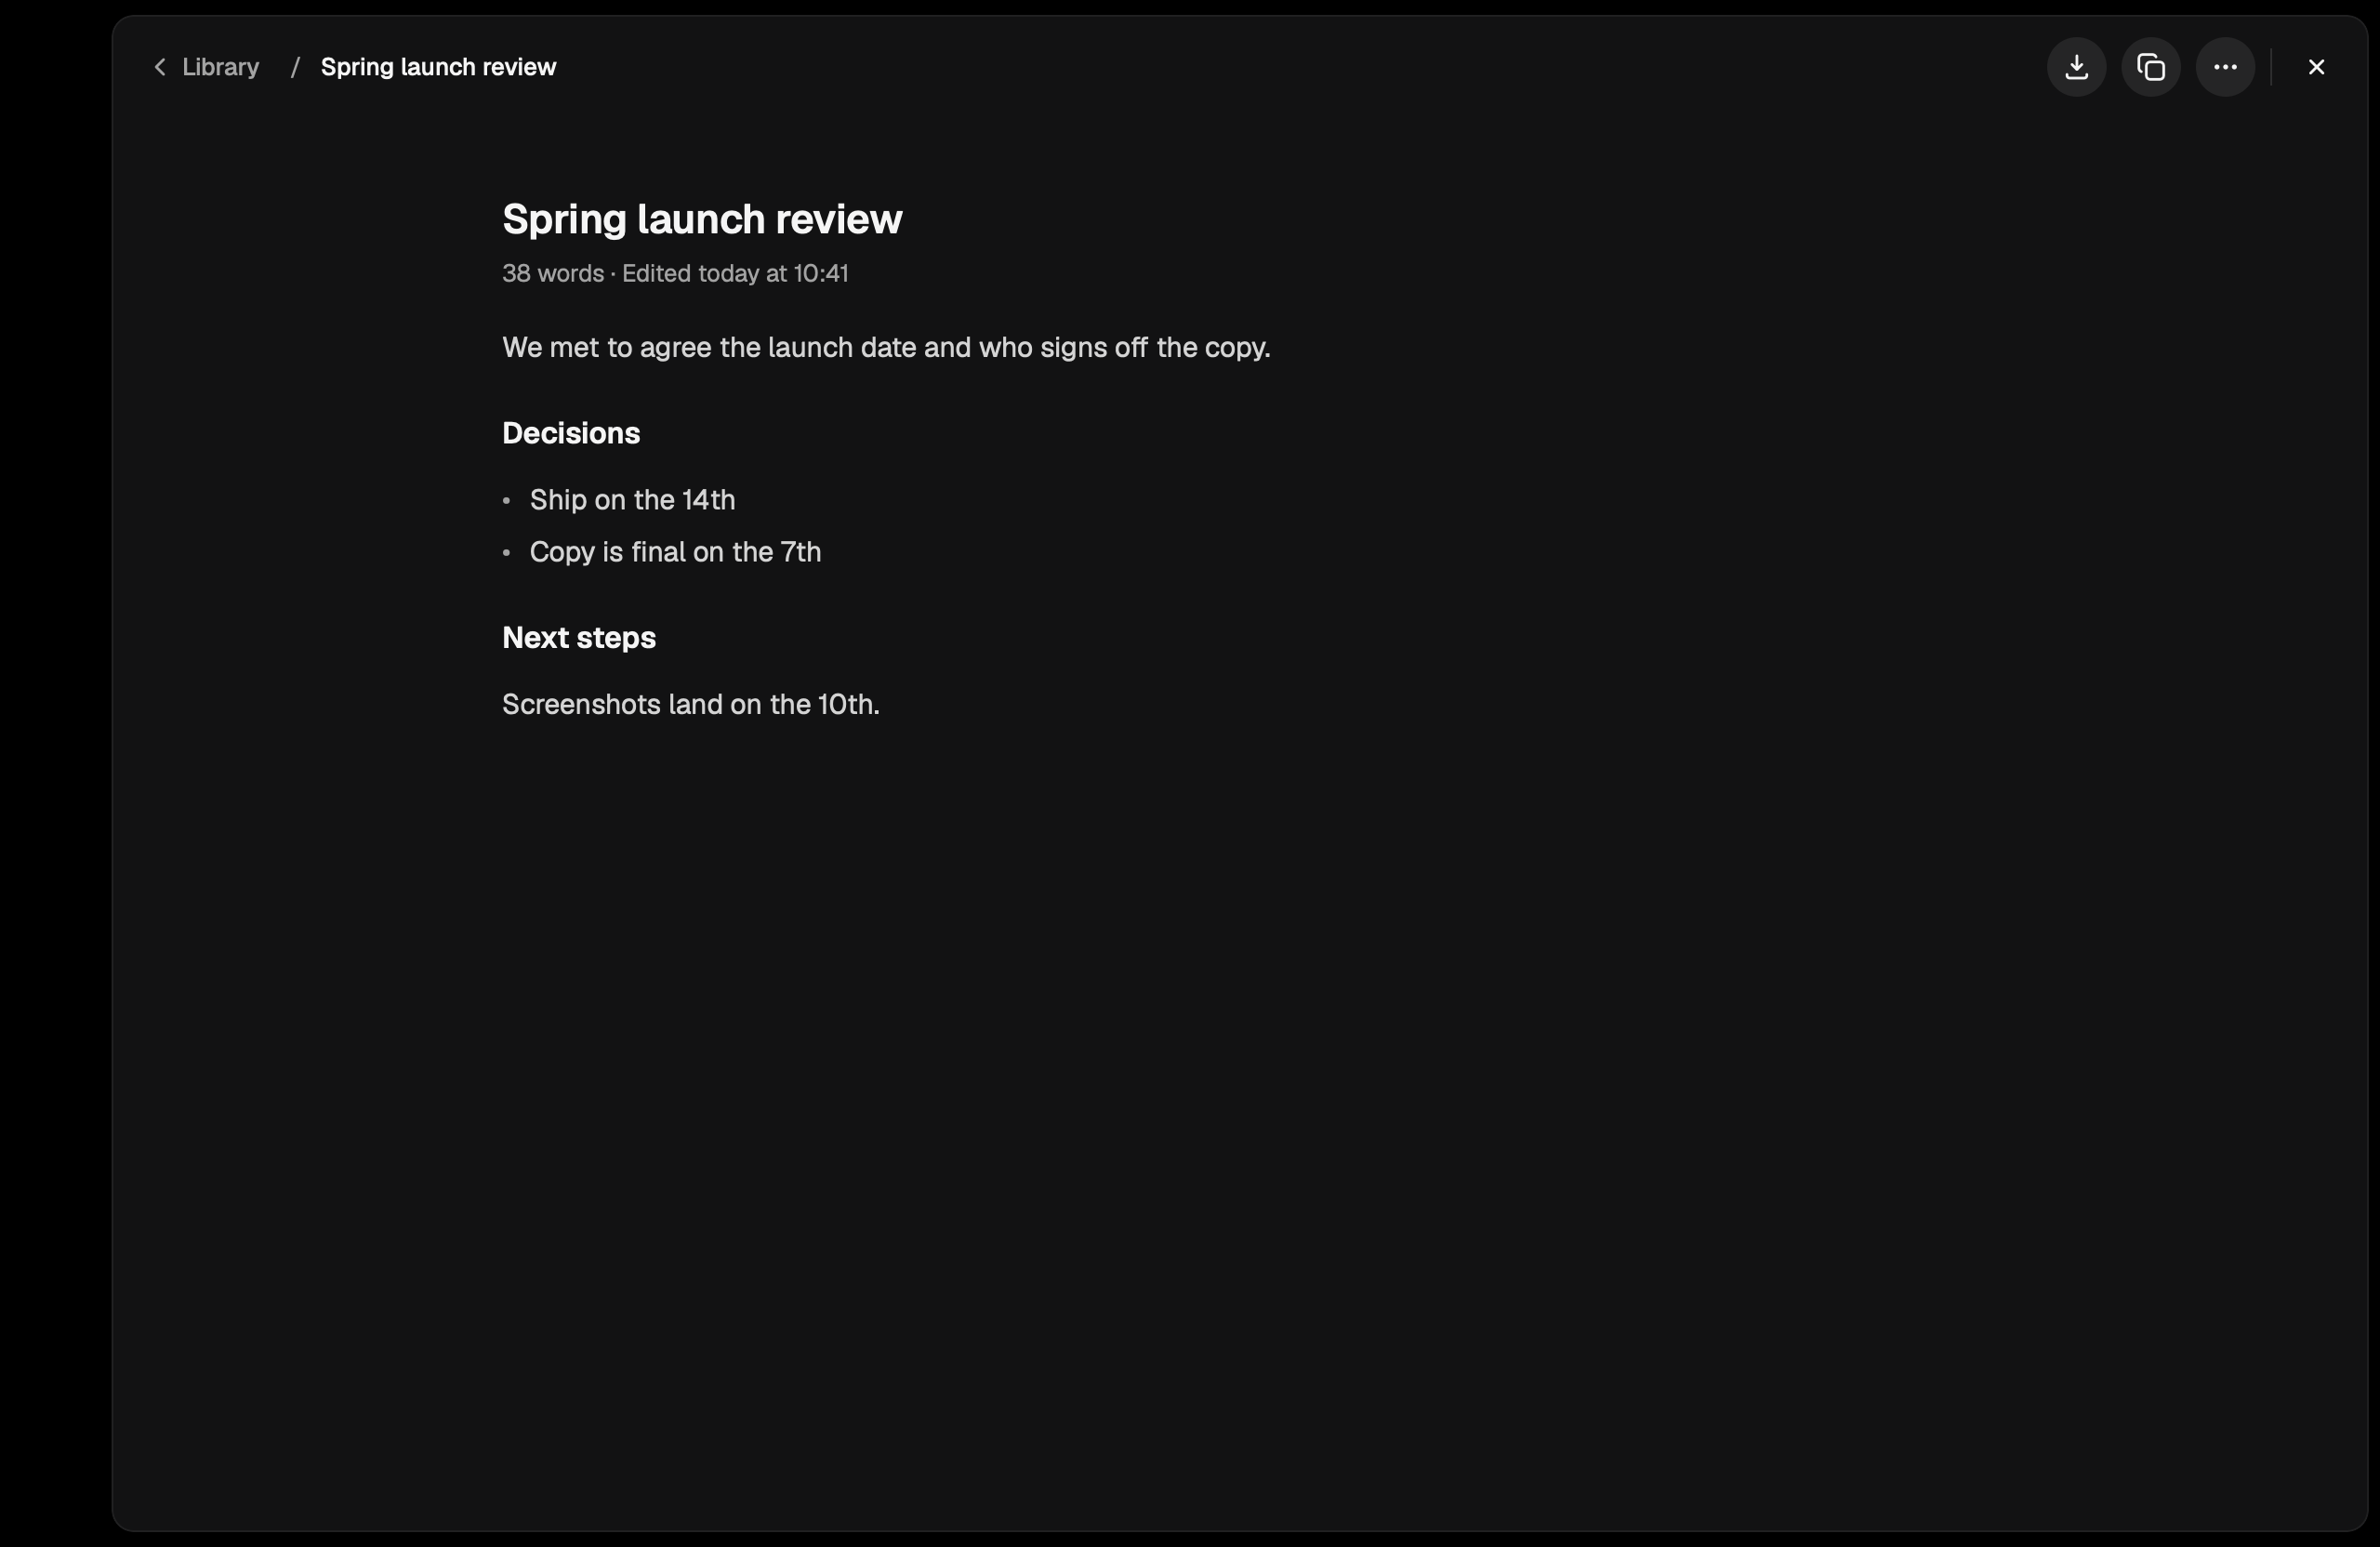 Library / Spring launch review
Spring launch review
38 words · Edited today at 10:41
We met to agree the launch date and who signs off the copy.
Decisions
• Ship on the 14th
• Copy is final on the 7th
Next steps
Screenshots land on the 10th.